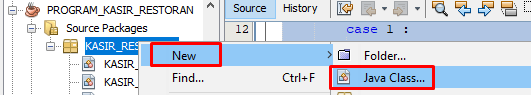 PROGRAM_KASIR_RESTORAN
Source Packages
KASIR_RES
KASIR_
KASIR_
New
Find... Ctrl+F
Source History
12 case 1 :
Folder...
Java Class...